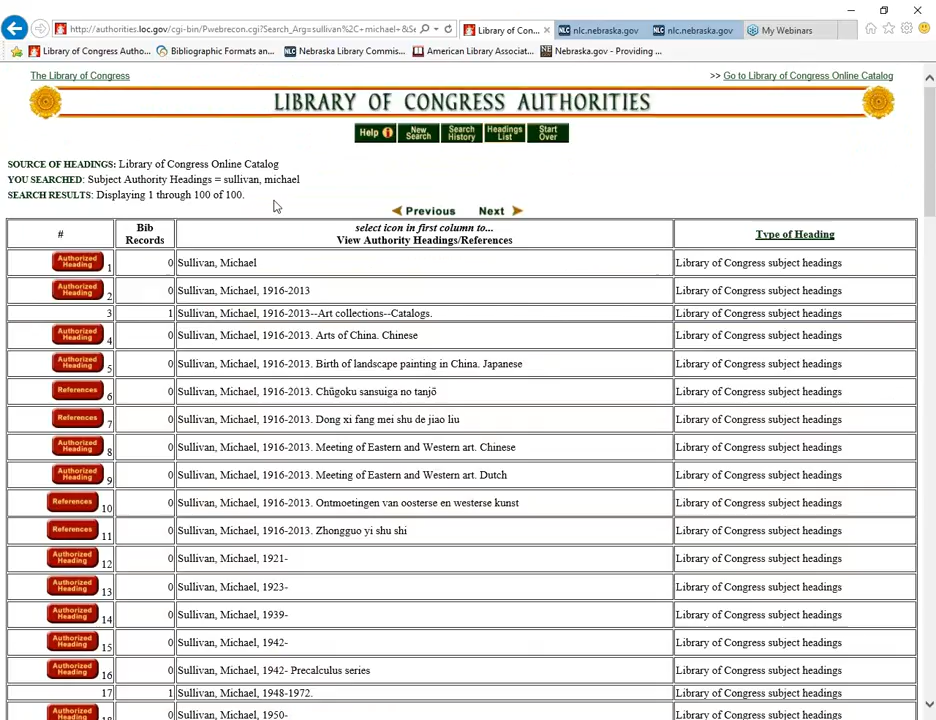 http://authorities.loc.gov/cgi-bin/Pwebrecon.cgi?Search_Arg=sullivan%2C+michael+&Se
Library of Con...
nlc.nebraska.gov
nlc.nebraska.gov
My Webinars
Library of Congress Autho...
Bibliographic Formats an...
Nebraska Library Commis...
American Library Associat...
Nebraska.gov - Providing ...
The Library of Congress
>> Go to Library of Congress Online Catalog
LIBRARY OF CONGRESS AUTHORITIES
Help i
New Search
Search History
Headings List
Start Over
SOURCE OF HEADINGS: Library of Congress Online Catalog
YOU SEARCHED: Subject Authority Headings = sullivan, michael
SEARCH RESULTS: Displaying 1 through 100 of 100.
Previous Next
# Bib Records select icon in first column to... View Authority Headings/References Type of Heading
Authorized Heading 1 0 Sullivan, Michael Library of Congress subject headings
Authorized Heading 2 0 Sullivan, Michael, 1916-2013 Library of Congress subject headings
3 1 Sullivan, Michael, 1916-2013--Art collections--Catalogs. Library of Congress subject headings
Authorized Heading 4 0 Sullivan, Michael, 1916-2013. Arts of China. Chinese Library of Congress subject headings
Authorized Heading 5 0 Sullivan, Michael, 1916-2013. Birth of landscape painting in China. Japanese Library of Congress subject headings
References 6 0 Sullivan, Michael, 1916-2013. Chūgoku sansuiga no tanjō Library of Congress subject headings
References 7 0 Sullivan, Michael, 1916-2013. Dong xi fang mei shu de jiao liu Library of Congress subject headings
Authorized Heading 8 0 Sullivan, Michael, 1916-2013. Meeting of Eastern and Western art. Chinese Library of Congress subject headings
Authorized Heading 9 0 Sullivan, Michael, 1916-2013. Meeting of Eastern and Western art. Dutch Library of Congress subject headings
References 10 0 Sullivan, Michael, 1916-2013. Ontmoetingen van oosterse en westerse kunst Library of Congress subject headings
References 11 0 Sullivan, Michael, 1916-2013. Zhongguo yi shu shi Library of Congress subject headings
Authorized Heading 12 0 Sullivan, Michael, 1921- Library of Congress subject headings
Authorized Heading 13 0 Sullivan, Michael, 1923- Library of Congress subject headings
Authorized Heading 14 0 Sullivan, Michael, 1939- Library of Congress subject headings
Authorized Heading 15 0 Sullivan, Michael, 1942- Library of Congress subject headings
Authorized Heading 16 0 Sullivan, Michael, 1942- Precalculus series Library of Congress subject headings
17 1 Sullivan, Michael, 1948-1972. Library of Congress subject headings
Authorized 0 Sullivan, Michael, 1950- Library of Congress subject headings